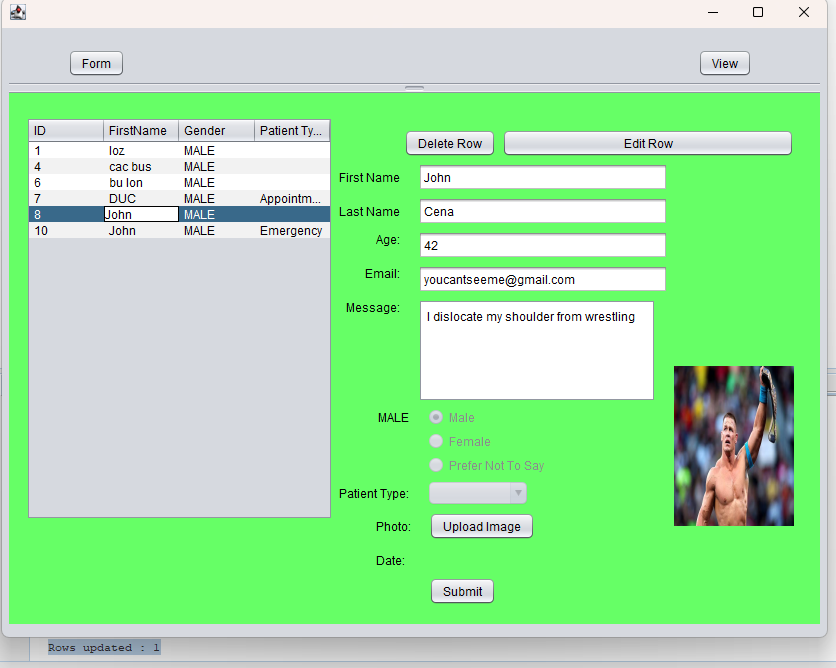 Form View
ID FirstName Gender Patient Ty...
1 loz MALE
4 cac bus MALE
6 bu lon MALE
7 DUC MALE Appointm...
8 John MALE
10 John MALE Emergency
Delete Row Edit Row
First Name John
Last Name Cena
Age: 42
Email: youcantseeme@gmail.com
Message: I dislocate my shoulder from wrestling
MALE Male
Female
Prefer Not To Say
Patient Type:
Photo: Upload Image
Date:
Submit
Rows updated : 1